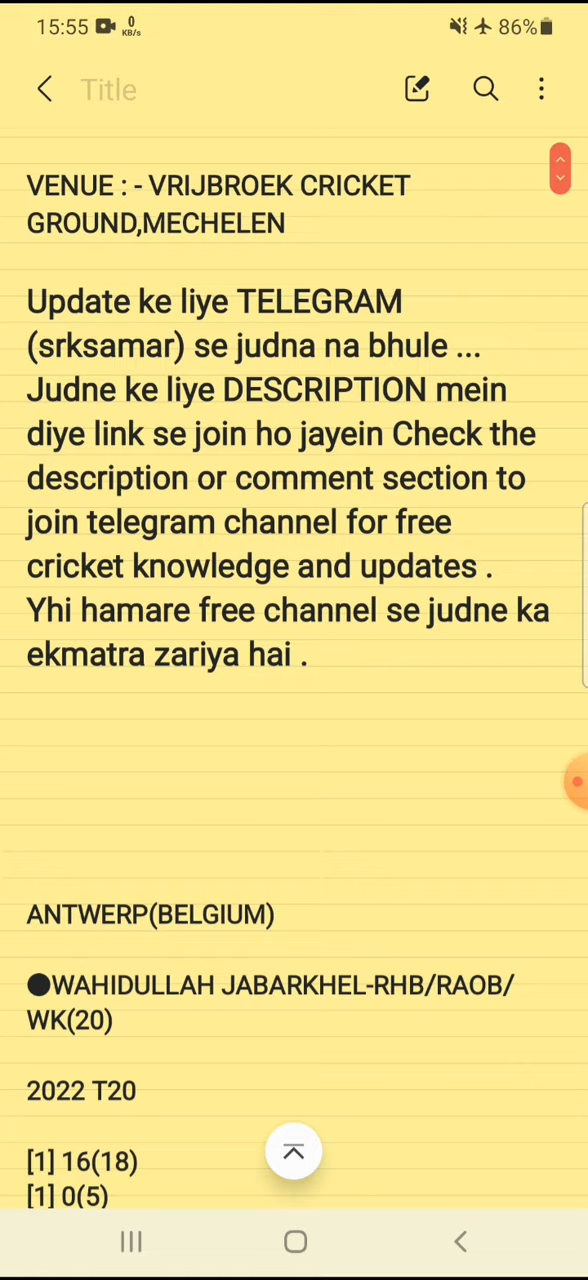 15:55 0 KB/s 86%
Title
VENUE : - VRIJBROEK CRICKET
GROUND,MECHELEN
Update ke liye TELEGRAM
(srksamar) se judna na bhule ...
Judne ke liye DESCRIPTION mein
diye link se join ho jayein Check the
description or comment section to
join telegram channel for free
cricket knowledge and updates .
Yhi hamare free channel se judne ka
ekmatra zariya hai .
ANTWERP(BELGIUM)
●WAHIDULLAH JABARKHEL-RHB/RAOB/
WK(20)
2022 T20
[1] 16(18)
[1] 0(5)